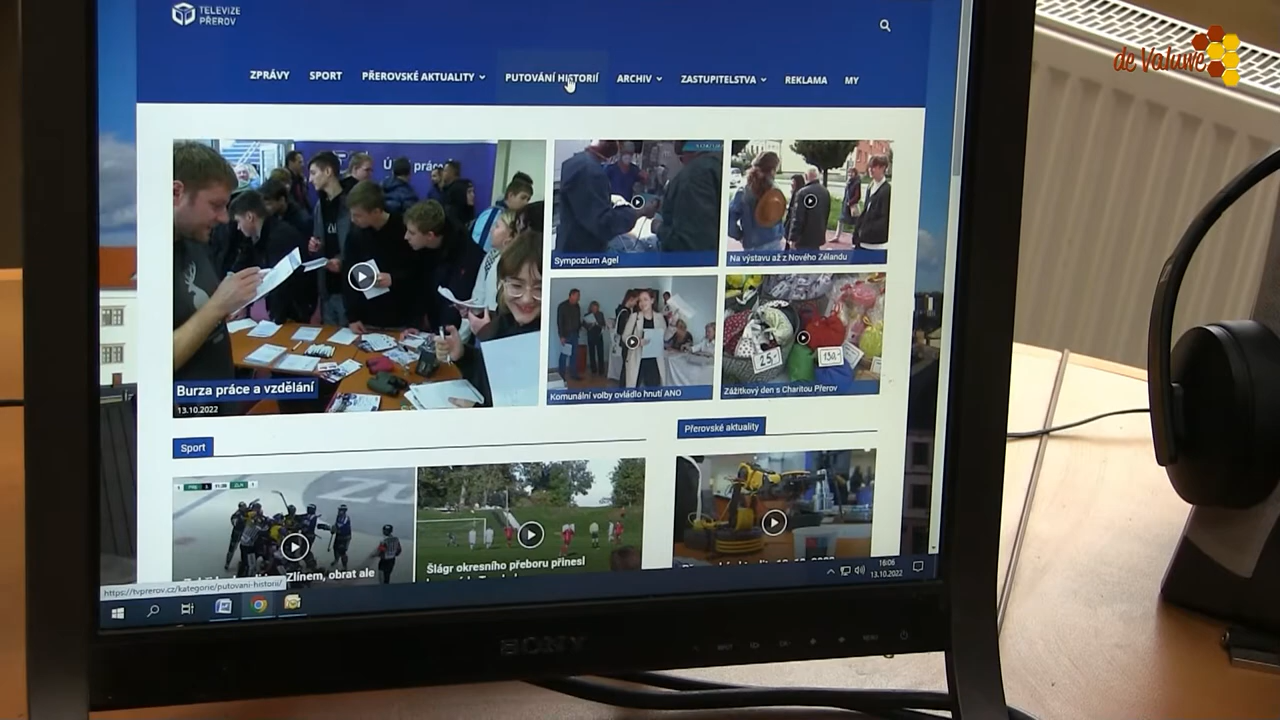 de Valuwe
TELEVIZE
PŘEROV
ZPRÁVY SPORT PŘEROVSKÉ AKTUALITY PUTOVÁNÍ HISTORIÍ ARCHIV ZASTUPITELSTVA REKLAMA MY
Burza práce a vzdělání
13.10.2022
Sympozium Agel
Na výstavu až z Nového Zélandu
Komunální volby ovládlo hnutí ANO
25,-
130,-
Zážitkový den s Charitou Přerov
Sport
Přerovské aktuality
Zlínem, obrat ale
Šlágr okresního přeboru přinesl
https://tvprerov.cz/kategorie/putovani-historii/
16:06
13.10.2022
SONY